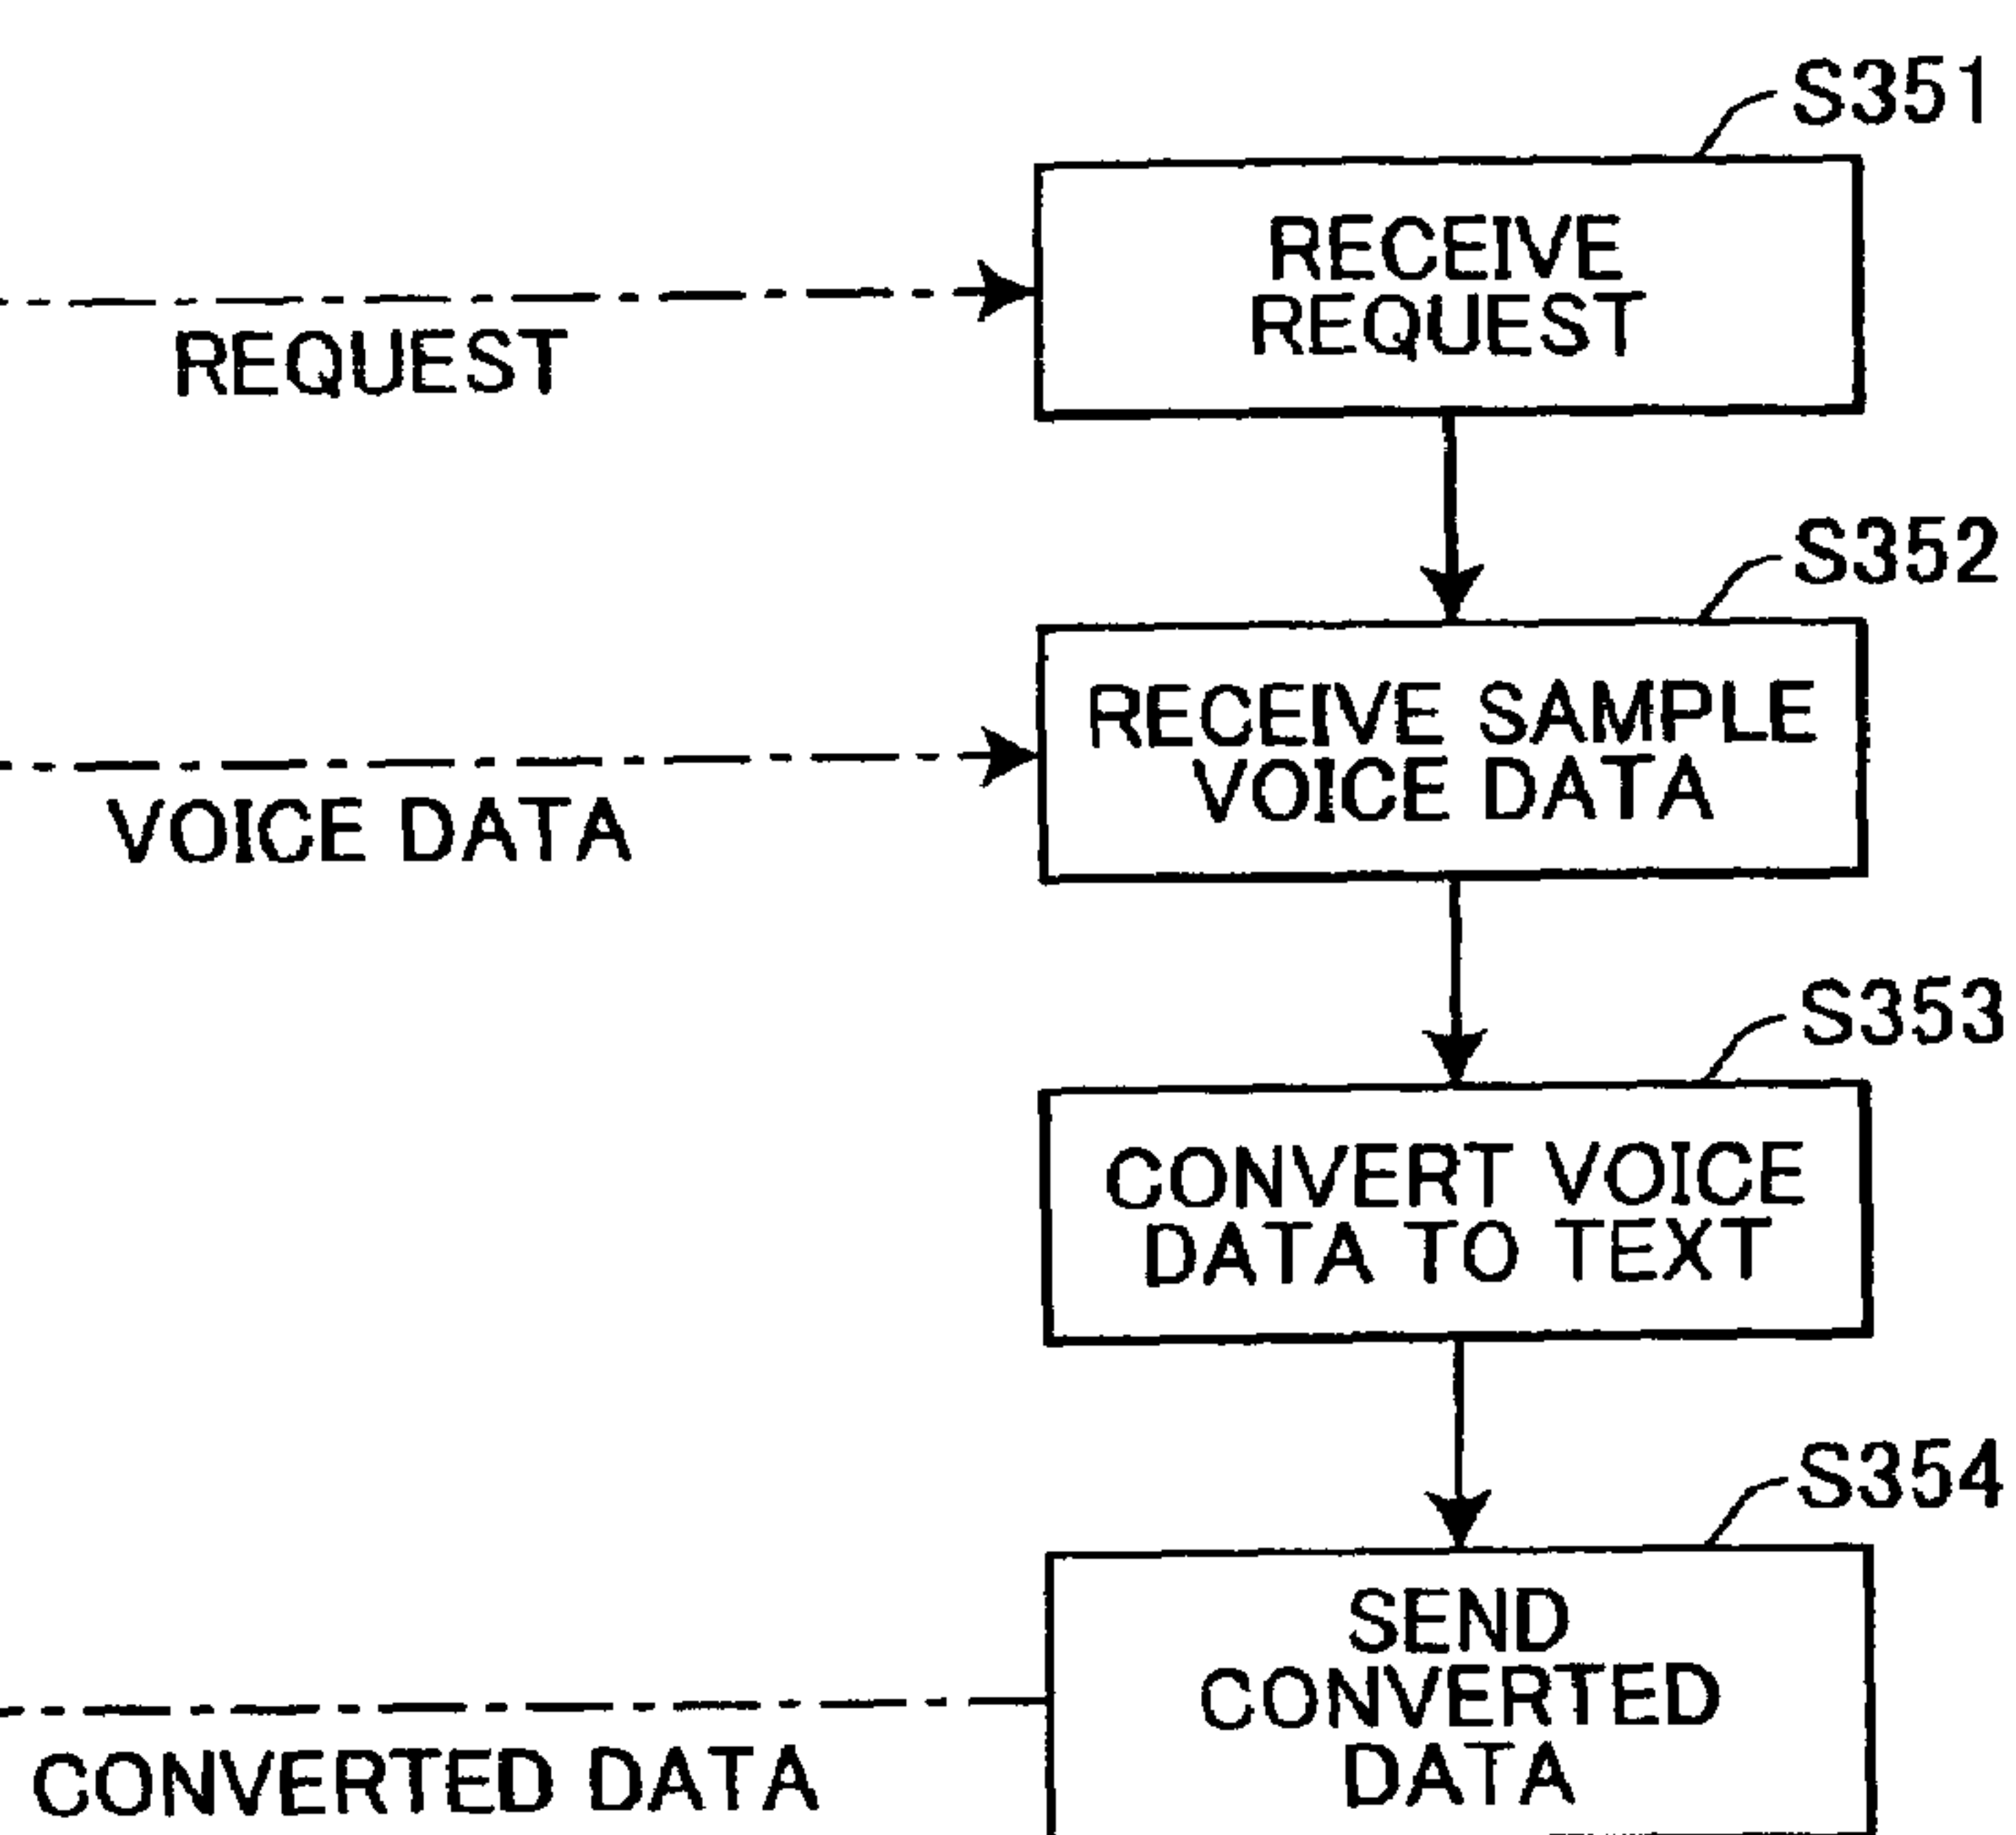 S351
RECEIVE
REQUEST
REQUEST
S352
RECEIVE SAMPLE
VOICE DATA
VOICE DATA
S353
CONVERT VOICE
DATA TO TEXT
S354
SEND
CONVERTED
DATA
CONVERTED DATA